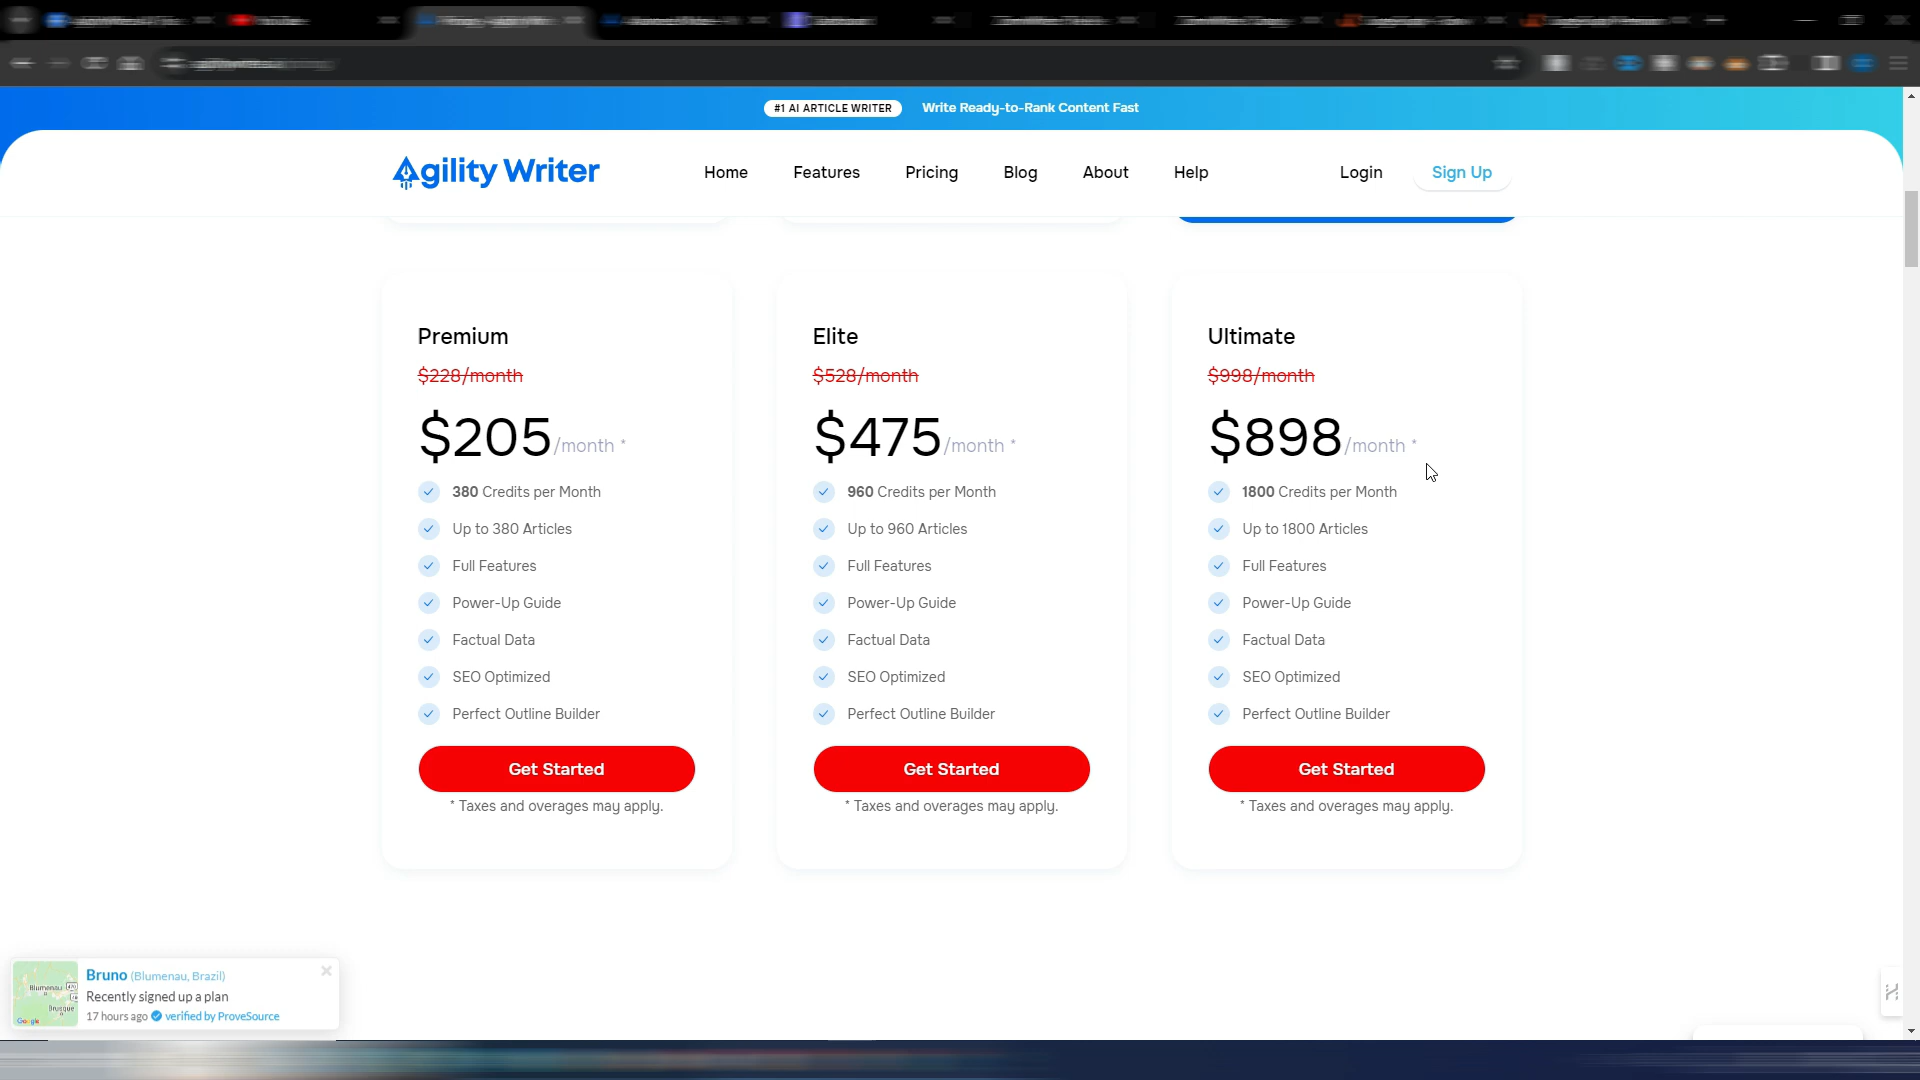 #1 AI ARTICLE WRITER Write Ready-to-Rank Content Fast
Agility Writer Home Features Pricing Blog About Help Login Sign Up
Premium
$228/month
$205/month *
380 Credits per Month
Up to 380 Articles
Full Features
Power-Up Guide
Factual Data
SEO Optimized
Perfect Outline Builder
Get Started
* Taxes and overages may apply.
Elite
$528/month
$475/month *
960 Credits per Month
Up to 960 Articles
Full Features
Power-Up Guide
Factual Data
SEO Optimized
Perfect Outline Builder
Get Started
* Taxes and overages may apply.
Ultimate
$998/month
$898/month *
1800 Credits per Month
Up to 1800 Articles
Full Features
Power-Up Guide
Factual Data
SEO Optimized
Perfect Outline Builder
Get Started
* Taxes and overages may apply.
Bruno (Blumenau, Brazil)
Recently signed up a plan
17 hours ago verified by ProveSource
Blumenau
Brusque
Google